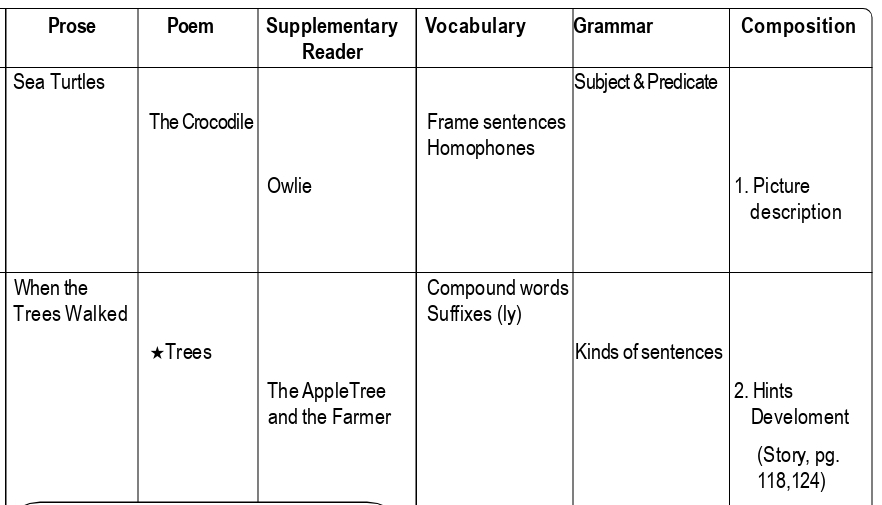 Prose Poem Supplementary Reader Vocabulary Grammar Composition
Sea Turtles
Subject & Predicate
The Crocodile
Frame sentences
Homophones
Owlie
1. Picture
description
When the
Trees Walked
Compound words
Suffixes (ly)
★Trees
Kinds of sentences
The AppleTree
and the Farmer
2. Hints
Develoment
(Story, pg.
118,124)